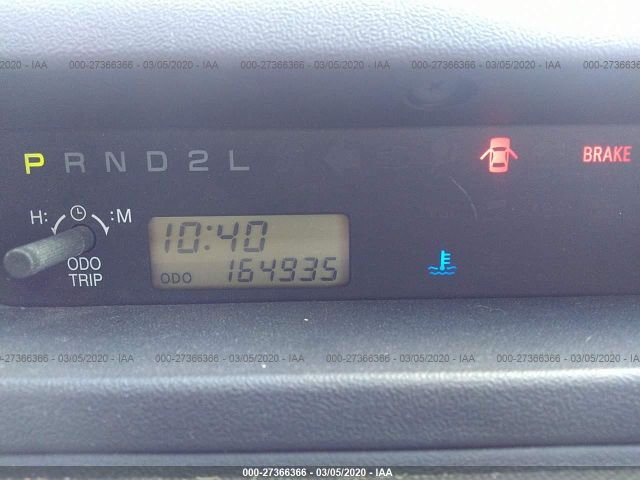 000-27366366 - 03/05/2020 - IAA 000-27366366 - 03/05/2020 - IAA 000-27366366 - 03/05/2020 - IAA
P R N D 2 L
BRAKE
H: :M
10:40
ODO 164935
ODO
TRIP
000-27366366 - 03/05/2020 - IAA 000-27366366 - 03/05/2020 - IAA 000-27366366 - 03/05/2020 - IAA
000-27366366 - 03/05/2020 - IAA